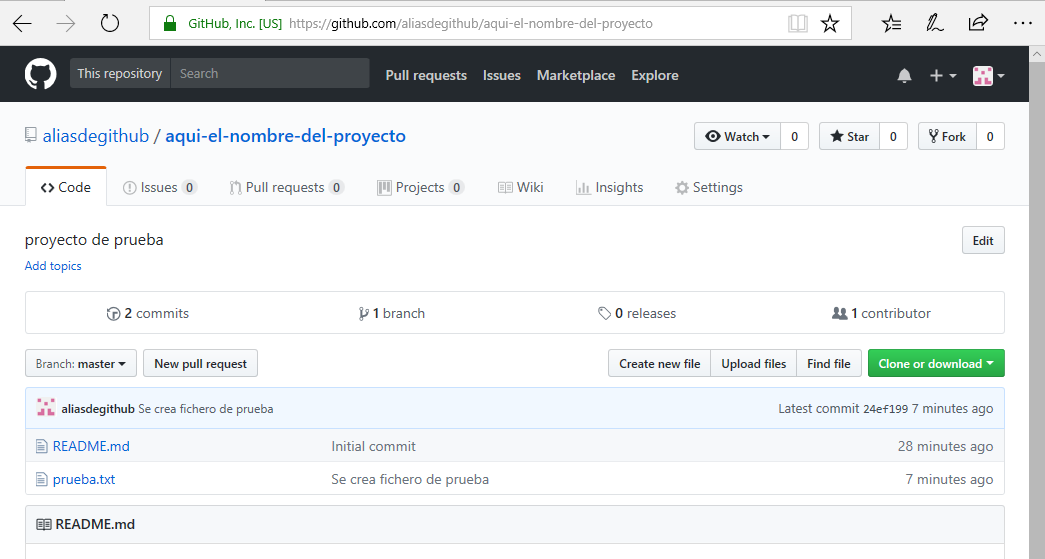 GitHub, Inc. [US] https://github.com/aliasdegithub/aqui-el-nombre-del-proyecto
This repository Search Pull requests Issues Marketplace Explore
aliasdegithub / aqui-el-nombre-del-proyecto Watch 0 Star 0 Fork 0
Code Issues 0 Pull requests 0 Projects 0 Wiki Insights Settings
proyecto de prueba Edit
Add topics
2 commits 1 branch 0 releases 1 contributor
Branch: master New pull request Create new file Upload files Find file Clone or download
aliasdegithub Se crea fichero de prueba Latest commit 24ef199 7 minutes ago
README.md Initial commit 28 minutes ago
prueba.txt Se crea fichero de prueba 7 minutes ago
README.md